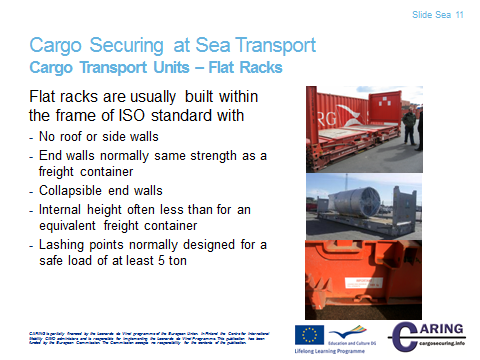 Slide Sea 11
Cargo Securing at Sea Transport
Cargo Transport Units – Flat Racks
Flat racks are usually built within
the frame of ISO standard with
- No roof or side walls
- End walls normally same strength as a
freight container
- Collapsible end walls
- Internal height often less than for an
equivalent freight container
- Lashing points normally designed for a
safe load of at least 5 ton
RG
CARING is partially financed by the Leonardo da Vinci programme of the European Union. In Finland the Centre for International
Mobility CIMO administers and is responsible for implementing the Leonardo da Vinci Programme. This publication has been
funded by the European Commission. The Commission accepts no responsibility for the contents of the publication.
Education and Culture DG
Lifelong Learning Programme
CARING
cargosecuring.info